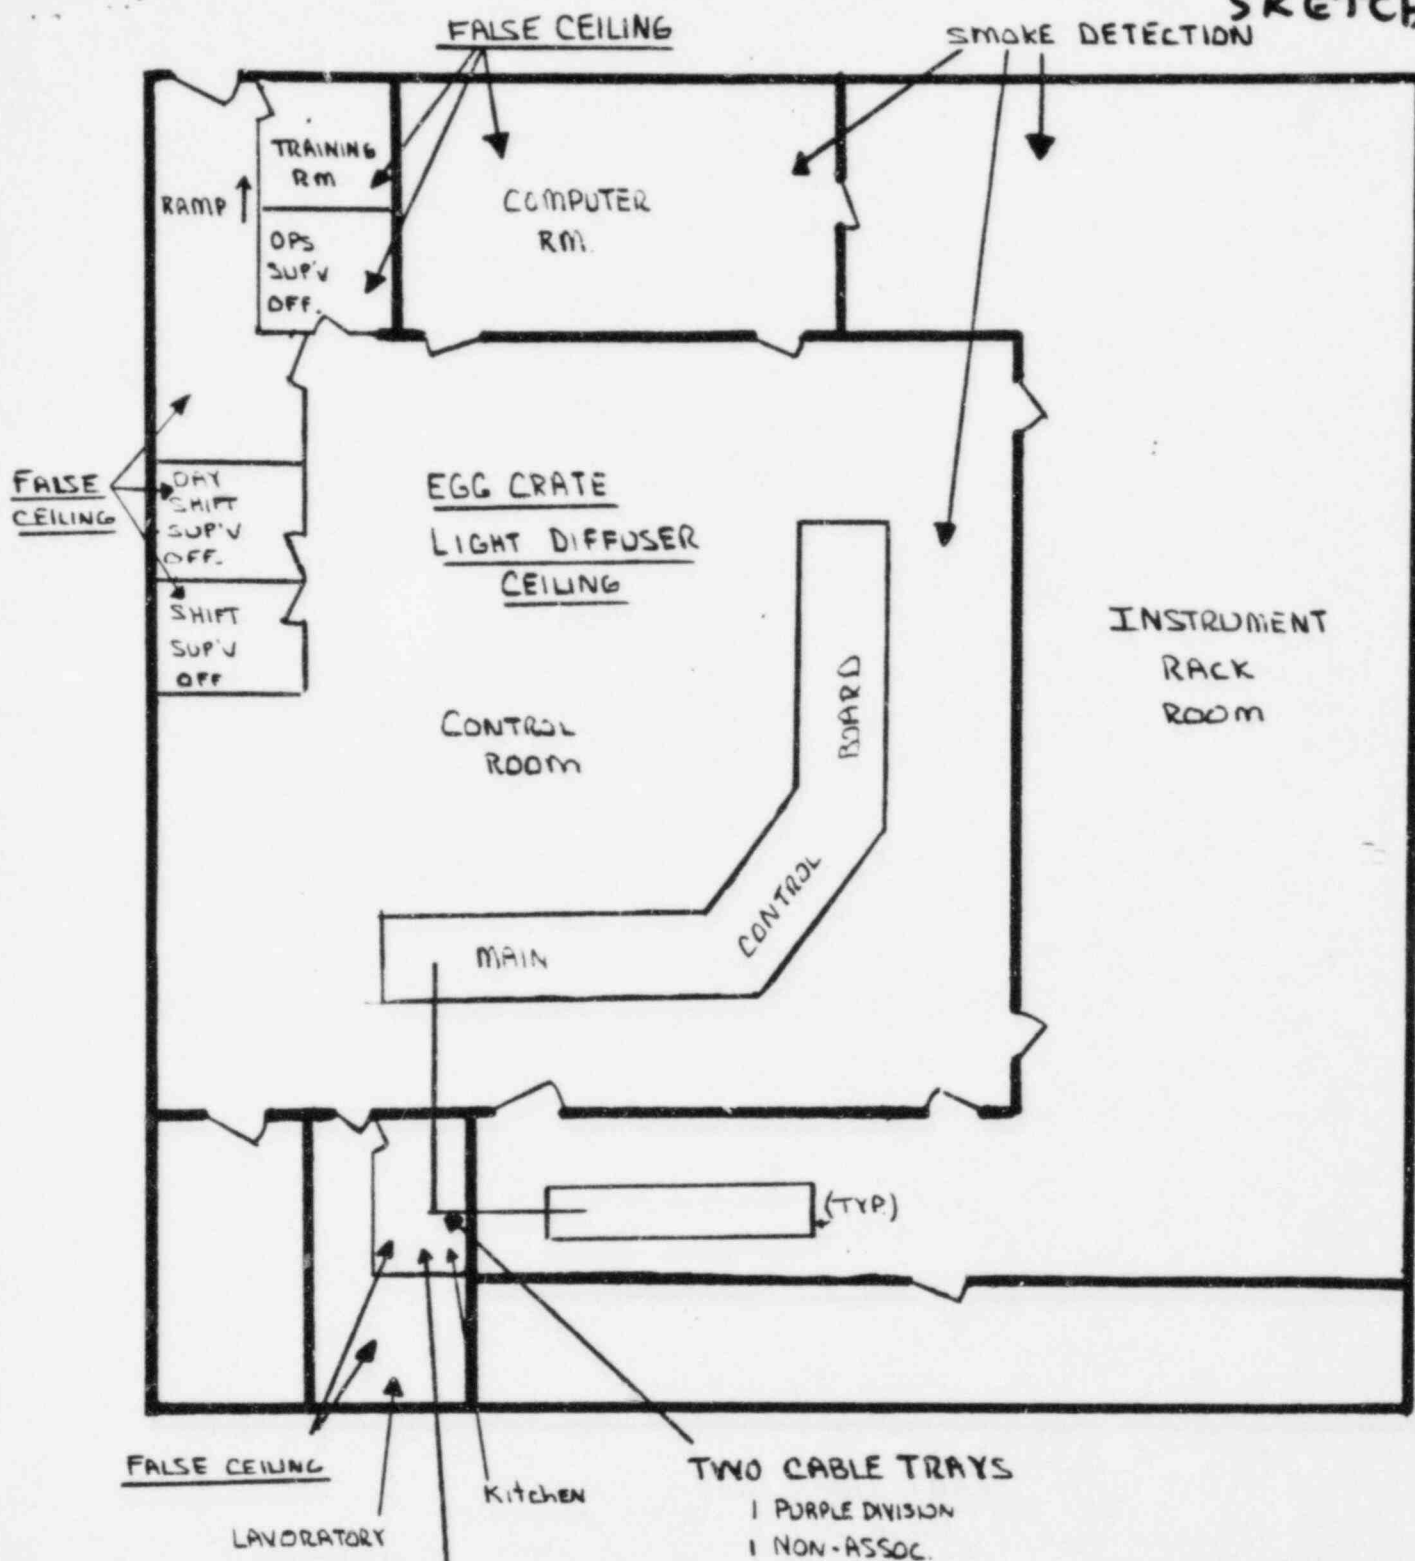 SKETCH
FALSE CEILING
SMOKE DETECTION
TRAINING
RM
RAMP
COMPUTER
RM.
OPS
SUP'V
OFF.
FALSE
CEILING
DAY
SHIFT
SUP'V
OFF.
EGG CRATE
LIGHT DIFFUSER
CEILING
SHIFT
SUP'V
OFF
INSTRUMENT
RACK
ROOM
CONTROL
ROOM
BOARD
CONTROL
MAIN
(TYP.)
FALSE CEILING
TWO CABLE TRAYS
KitcheN
1 PURPLE DIVISION
LAVORATORY
1 NON-ASSOC.